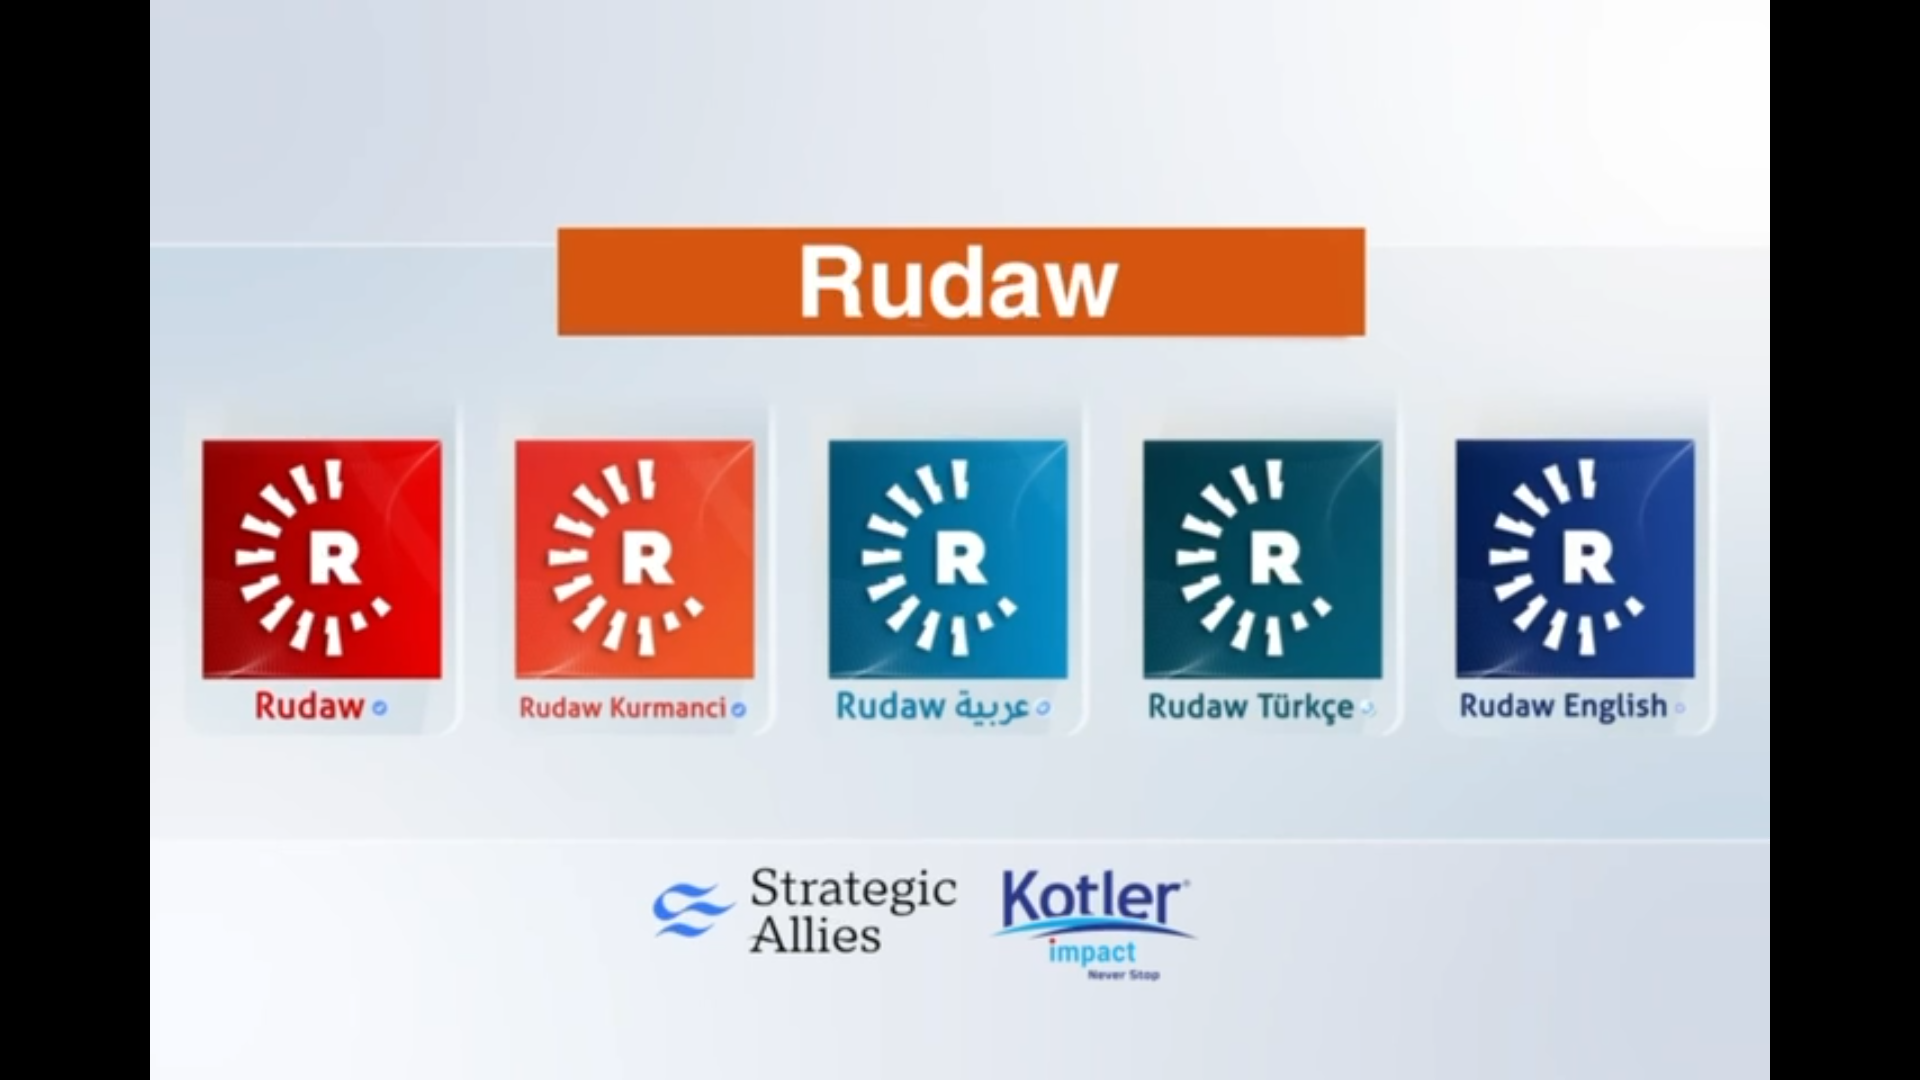 Rudaw
R
R
R
R
R
Rudaw
Rudaw Kurmanci
Rudaw عربية
Rudaw Türkçe
Rudaw English
Strategic
Allies
Kotler
impact
Never Stop